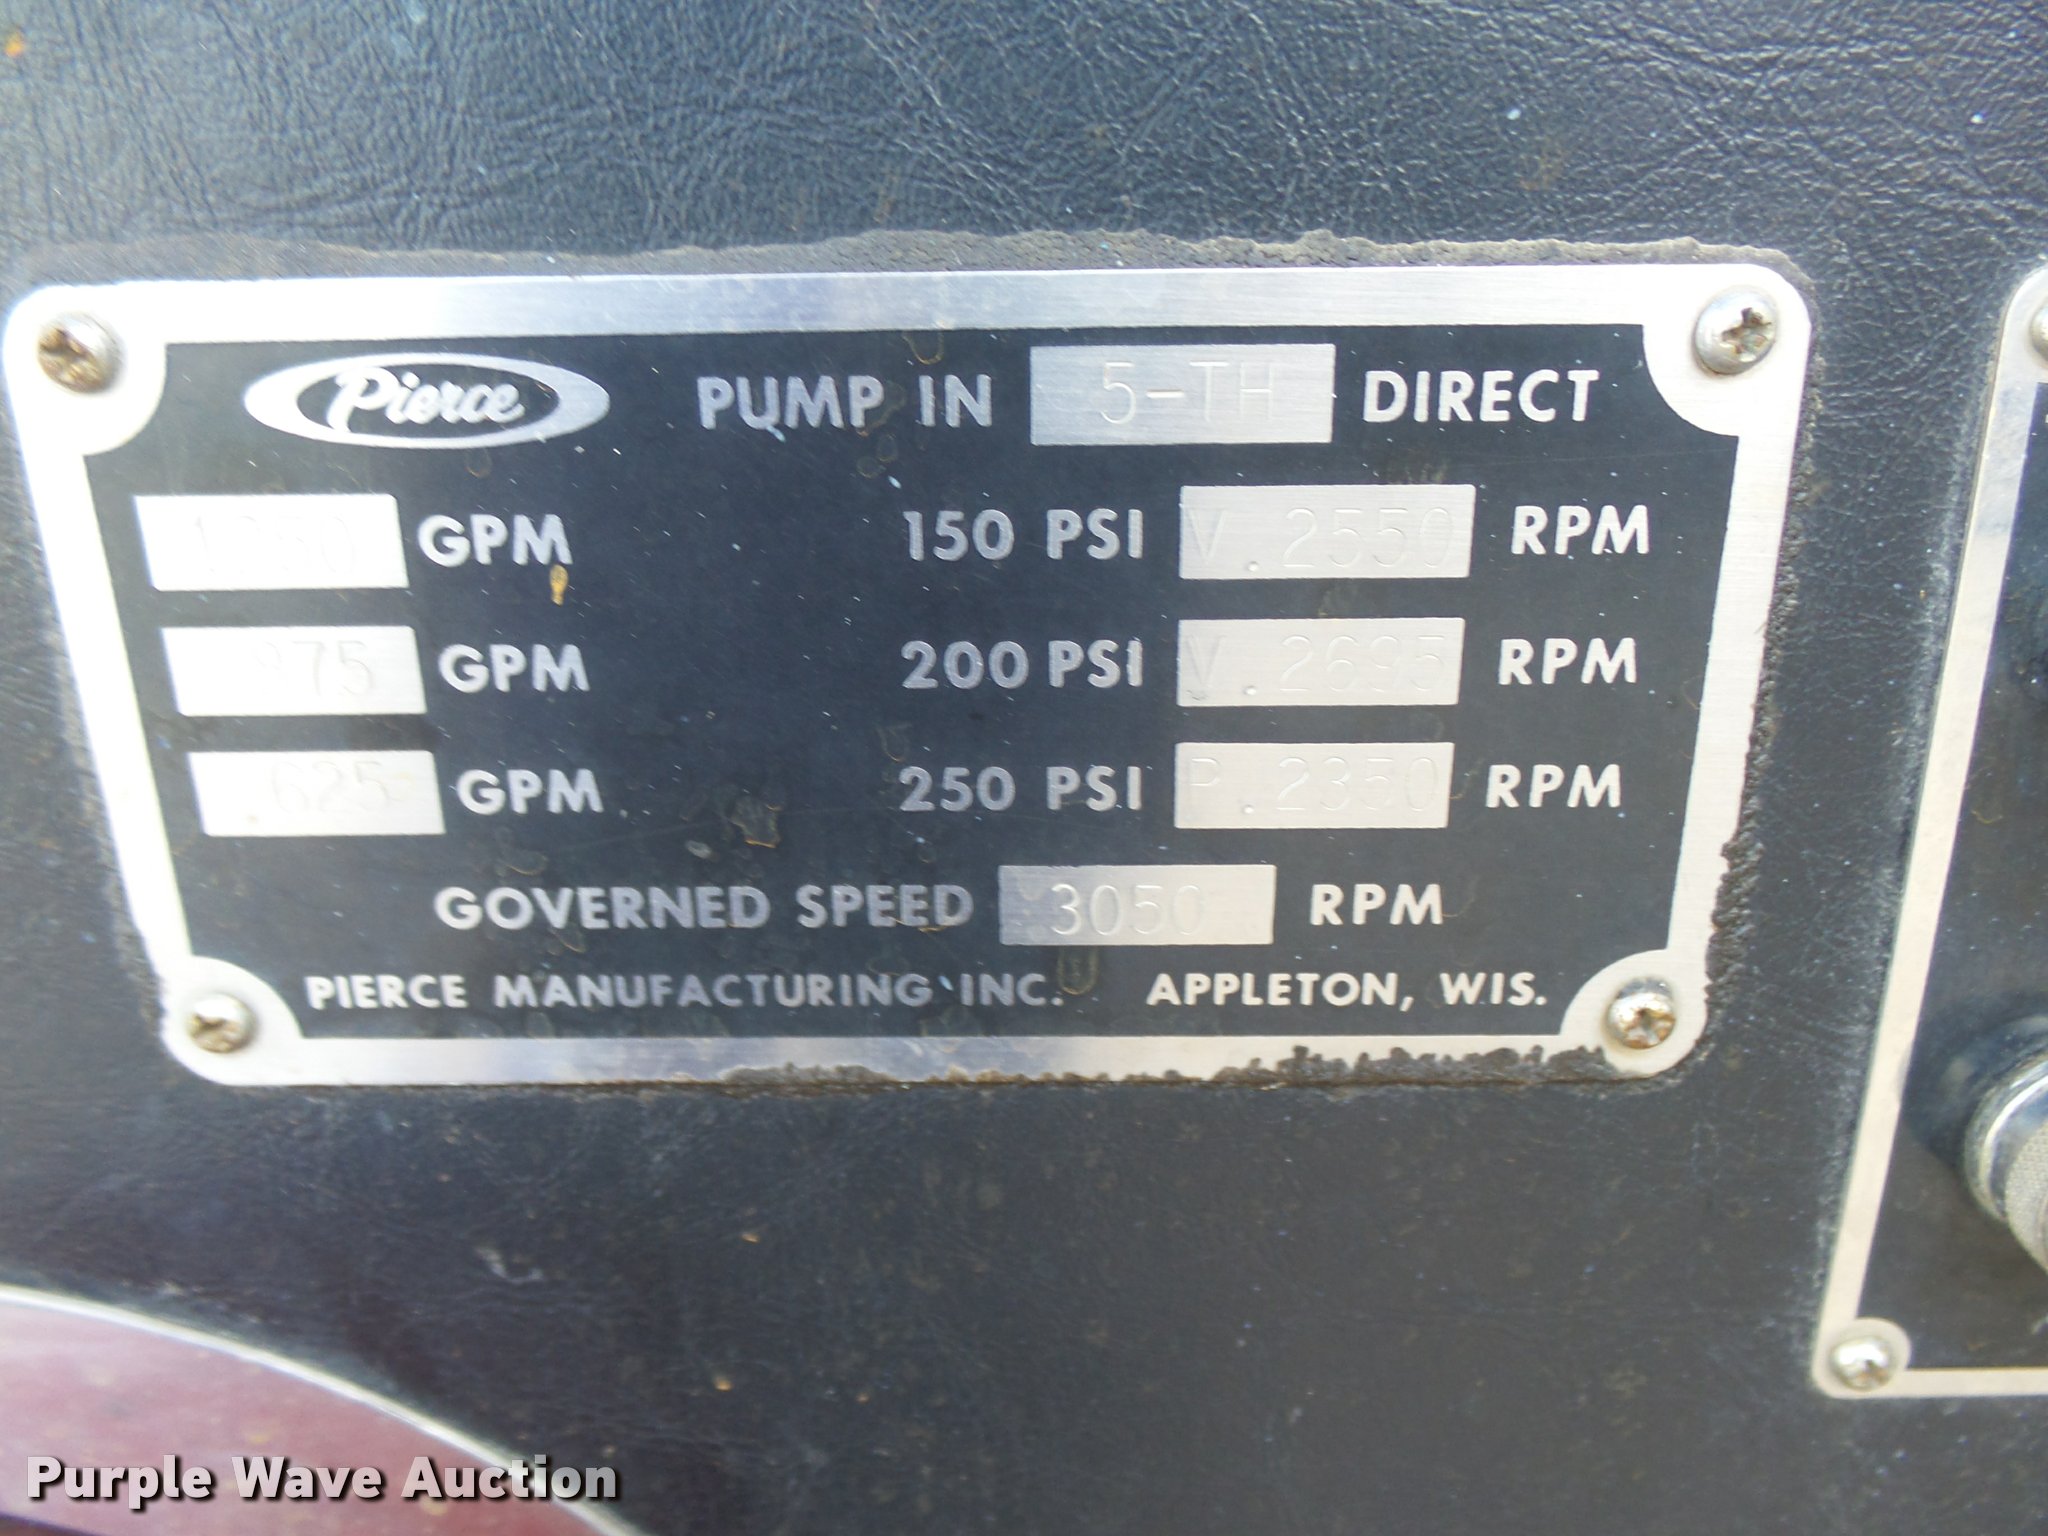 Pierce PUMP IN 5-TH DIRECT
1250 GPM 150 PSI V.2550 RPM
.875 GPM 200 PSI V.2695 RPM
.625 GPM 250 PSI P.2350 RPM
GOVERNED SPEED 3050 RPM
PIERCE MANUFACTURING INC. APPLETON, WIS.
Purple Wave Auction